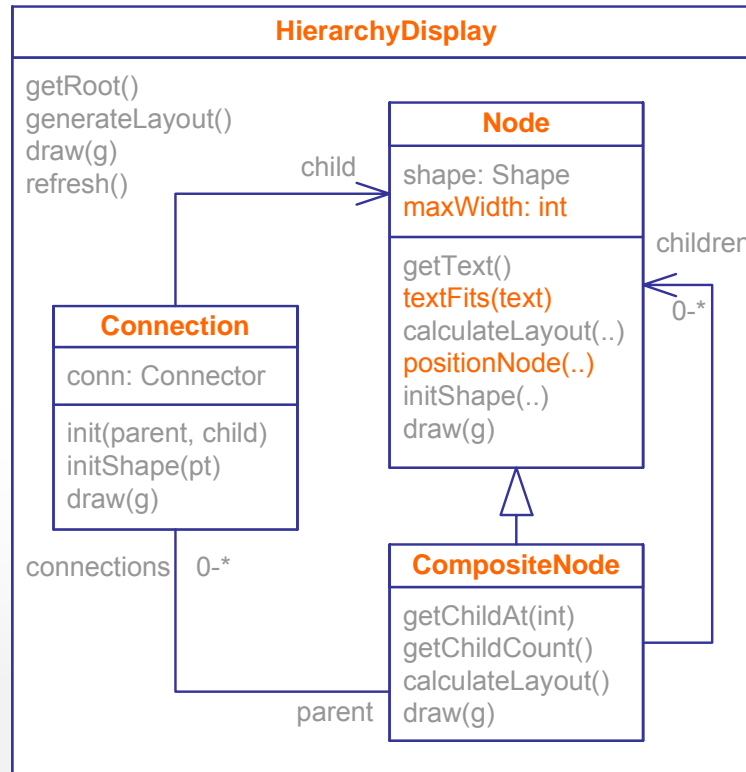 HierarchyDisplay
getRoot()
generateLayout()
draw(g)
refresh()
child
Node
shape: Shape
maxWidth: int
getText()
textFits(text)
calculateLayout(..)
positionNode(..)
initShape(..)
draw(g)
children
0-*
Connection
conn: Connector
init(parent, child)
initShape(pt)
draw(g)
connections 0-*
parent
CompositeNode
getChildAt(int)
getChildCount()
calculateLayout()
draw(g)